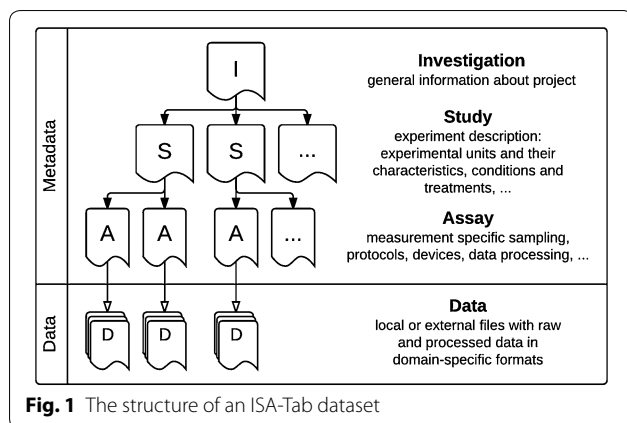 Metadata
I
Investigation
general information about project
S S ...
Study
experiment description:
experimental units and their
characteristics, conditions and
treatments, ...
A A A ...
Assay
measurement specific sampling,
protocols, devices, data processing, ...
Data
D D D
Data
local or external files with raw
and processed data in
domain-specific formats
Fig. 1 The structure of an ISA-Tab dataset